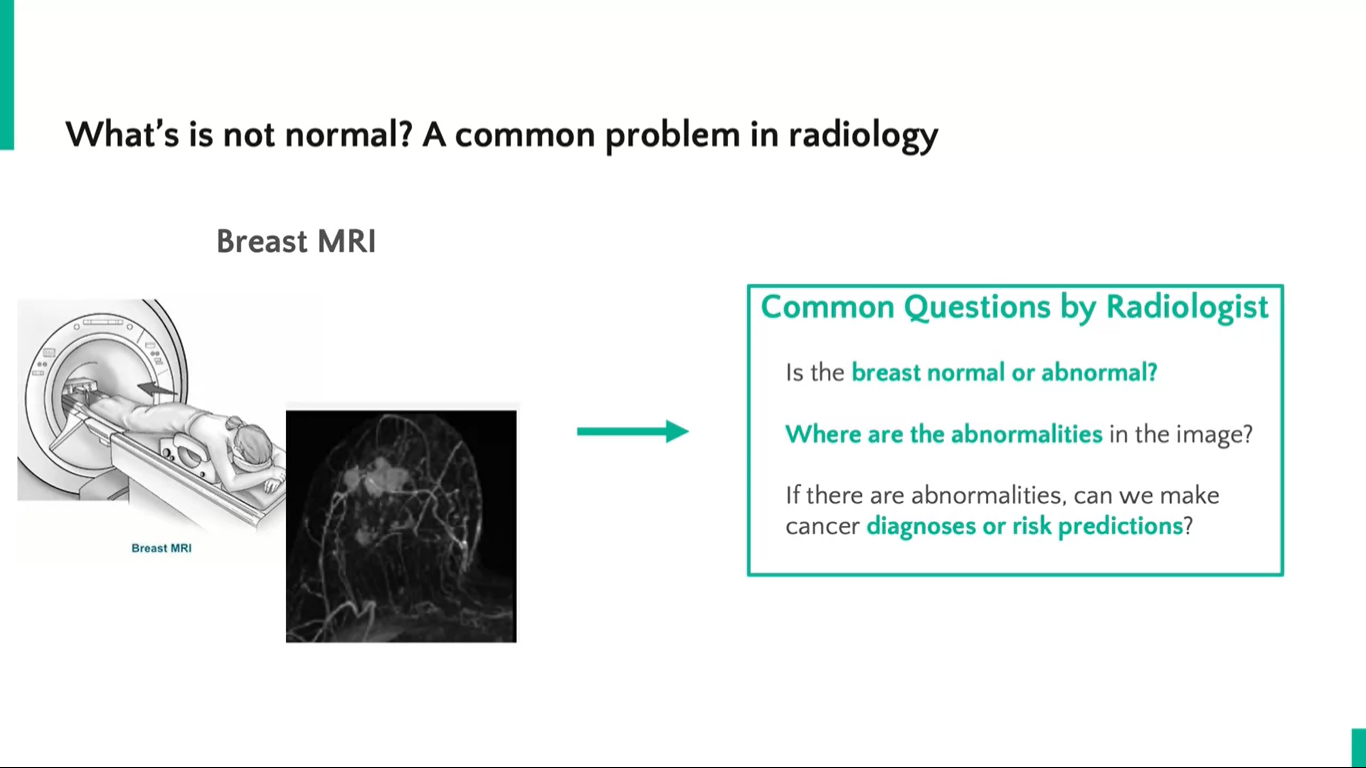 What's is not normal? A common problem in radiology
Breast MRI
Breast MRI
Common Questions by Radiologist
Is the breast normal or abnormal?
Where are the abnormalities in the image?
If there are abnormalities, can we make
cancer diagnoses or risk predictions?